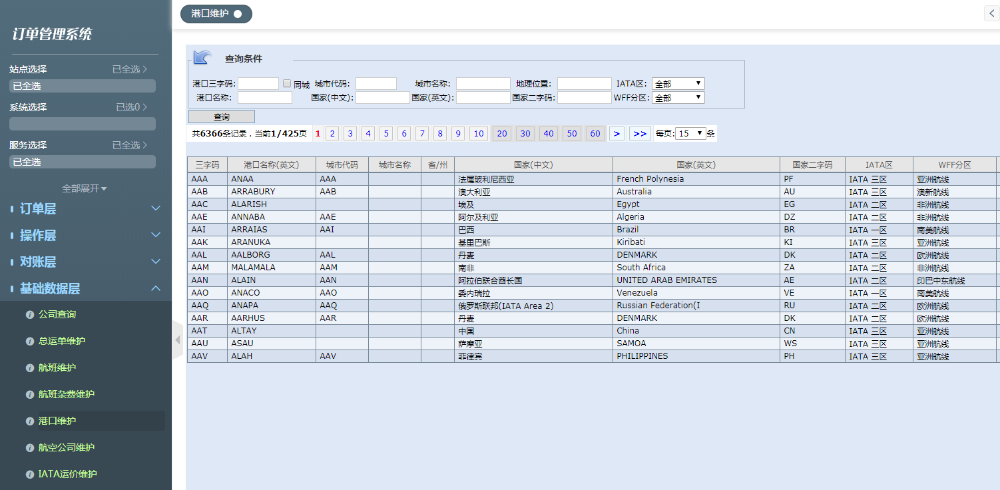 订单管理系统
站点选择 已全选
已全选
系统选择 已选0
服务选择 已全选
已全选
全部展开
订单层
操作层
对账层
基础数据层
公司查询
总运单维护
航班维护
航班杂费维护
港口维护
航空公司维护
IATA运价维护
港口维护
查询条件
港口三字码: 同城 城市代码: 城市名称: 地理位置: IATA区: 全部
港口名称: 国家(中文): 国家(英文): 国家二字码: WFF分区: 全部
查询
共6366条记录，当前1/425页 1 2 3 4 5 6 7 8 9 10 20 30 40 50 60 > >> 每页: 15 条
三字码 港口名称(英文) 城市代码 城市名称 省/州 国家(中文) 国家(英文) 国家二字码 IATA区 WFF分区
AAA ANAA AAA 法属玻利尼西亚 French Polynesia PF IATA 三区 亚洲航线
AAB ARRABURY AAB 澳大利亚 Australia AU IATA 三区 澳新航线
AAC ALARISH 埃及 Egypt EG IATA 二区 非洲航线
AAE ANNABA AAE 阿尔及利亚 Algeria DZ IATA 二区 非洲航线
AAI ARRAIAS AAI 巴西 Brazil BR IATA 一区 南美航线
AAK ARANUKA 基里巴斯 Kiribati KI IATA 三区 亚洲航线
AAL AALBORG AAL 丹麦 DENMARK DK IATA 二区 欧洲航线
AAM MALAMALA AAM 南非 South Africa ZA IATA 二区 非洲航线
AAN ALAIN AAN 阿拉伯联合酋长国 UNITED ARAB EMIRATES AE IATA 二区 印巴中东航线
AAO ANACO AAO 委内瑞拉 Venezuela VE IATA 一区 南美航线
AAQ ANAPA AAQ 俄罗斯联邦(IATA Area 2) Russian Federation(I RU IATA 二区 欧洲航线
AAR AARHUS AAR 丹麦 DENMARK DK IATA 二区 欧洲航线
AAT ALTAY 中国 China CN IATA 三区 亚洲航线
AAU ASAU 萨摩亚 SAMOA WS IATA 三区 亚洲航线
AAV ALAH AAV 菲律宾 PHILIPPINES PH IATA 三区 亚洲航线